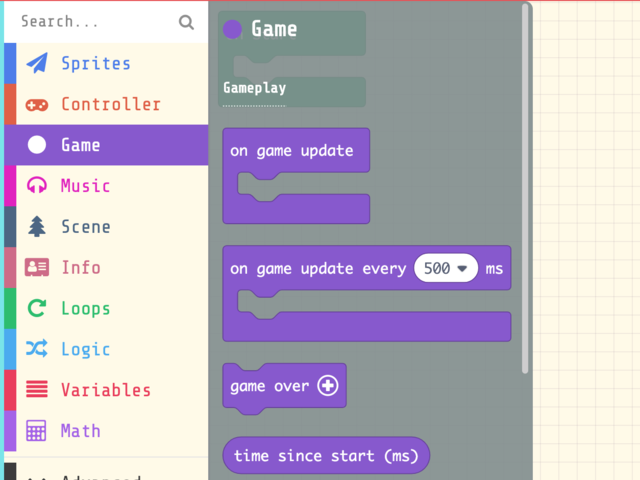 Search...
Sprites
Controller
Game
Music
Scene
Info
Loops
Logic
Variables
Math
Advanced
Game
Gameplay
on game update
on game update every 500 ms
game over
time since start (ms)